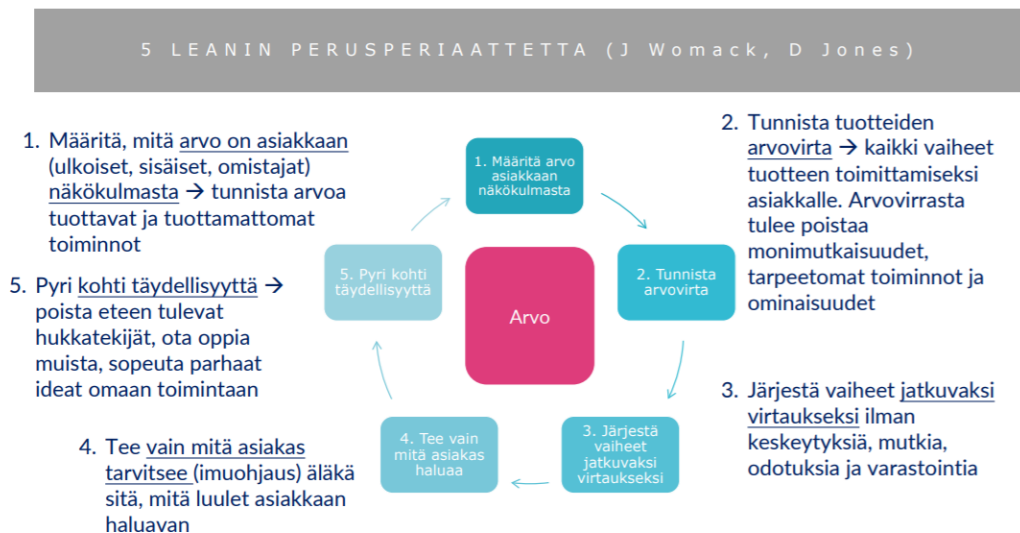 5 LEANIN PERUSPERIAATTETTA (J Womack, D Jones)
1. Määritä, mitä arvo on asiakkaan
(ulkoiset, sisäiset, omistajat)
näkökulmasta → tunnista arvoa
tuottavat ja tuottamattomat
toiminnot
2. Tunnista tuotteiden
arvovirta → kaikki vaiheet
tuotteen toimittamiseksi
asiakkalle. Arvovirrasta
tulee poistaa
monimutkaisuudet,
tarpeetomat toiminnot ja
ominaisuudet
3. Järjestä vaiheet jatkuvaksi
virtaukseksi ilman
keskeytyksiä, mutkia,
odotuksia ja varastointia
4. Tee vain mitä asiakas
tarvitsee (imuohjaus) äläkä
sitä, mitä luulet asiakkaan
haluavan
5. Pyri kohti täydellisyyttä →
poista eteen tulevat
hukkatekijät, ota oppia
muista, sopeuta parhaat
ideat omaan toimintaan
1. Määritä arvo
asiakkaan
näkökulmasta
2. Tunnista
arvovirta
3. Järjestä
vaiheet
jatkuvaksi
virtaukseksi
4. Tee vain
mitä asiakas
haluaa
5. Pyri kohti
täydellisyyttä
Arvo